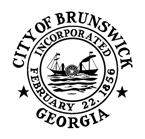 CITY OF BRUNSWICK
INCORPORATED
FEBRUARY 22, 1856
GEORGIA